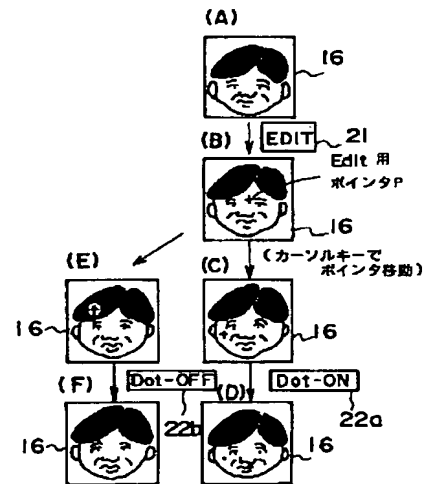 (A)
16
(B)
EDIT
21
Edit 用
ポインタP
16
(カーソルキーで
ポインタ移動)
(E)
(C)
16
16
(F)
Dot-OFF
(D)
Dot-ON
16
22b
16
22a